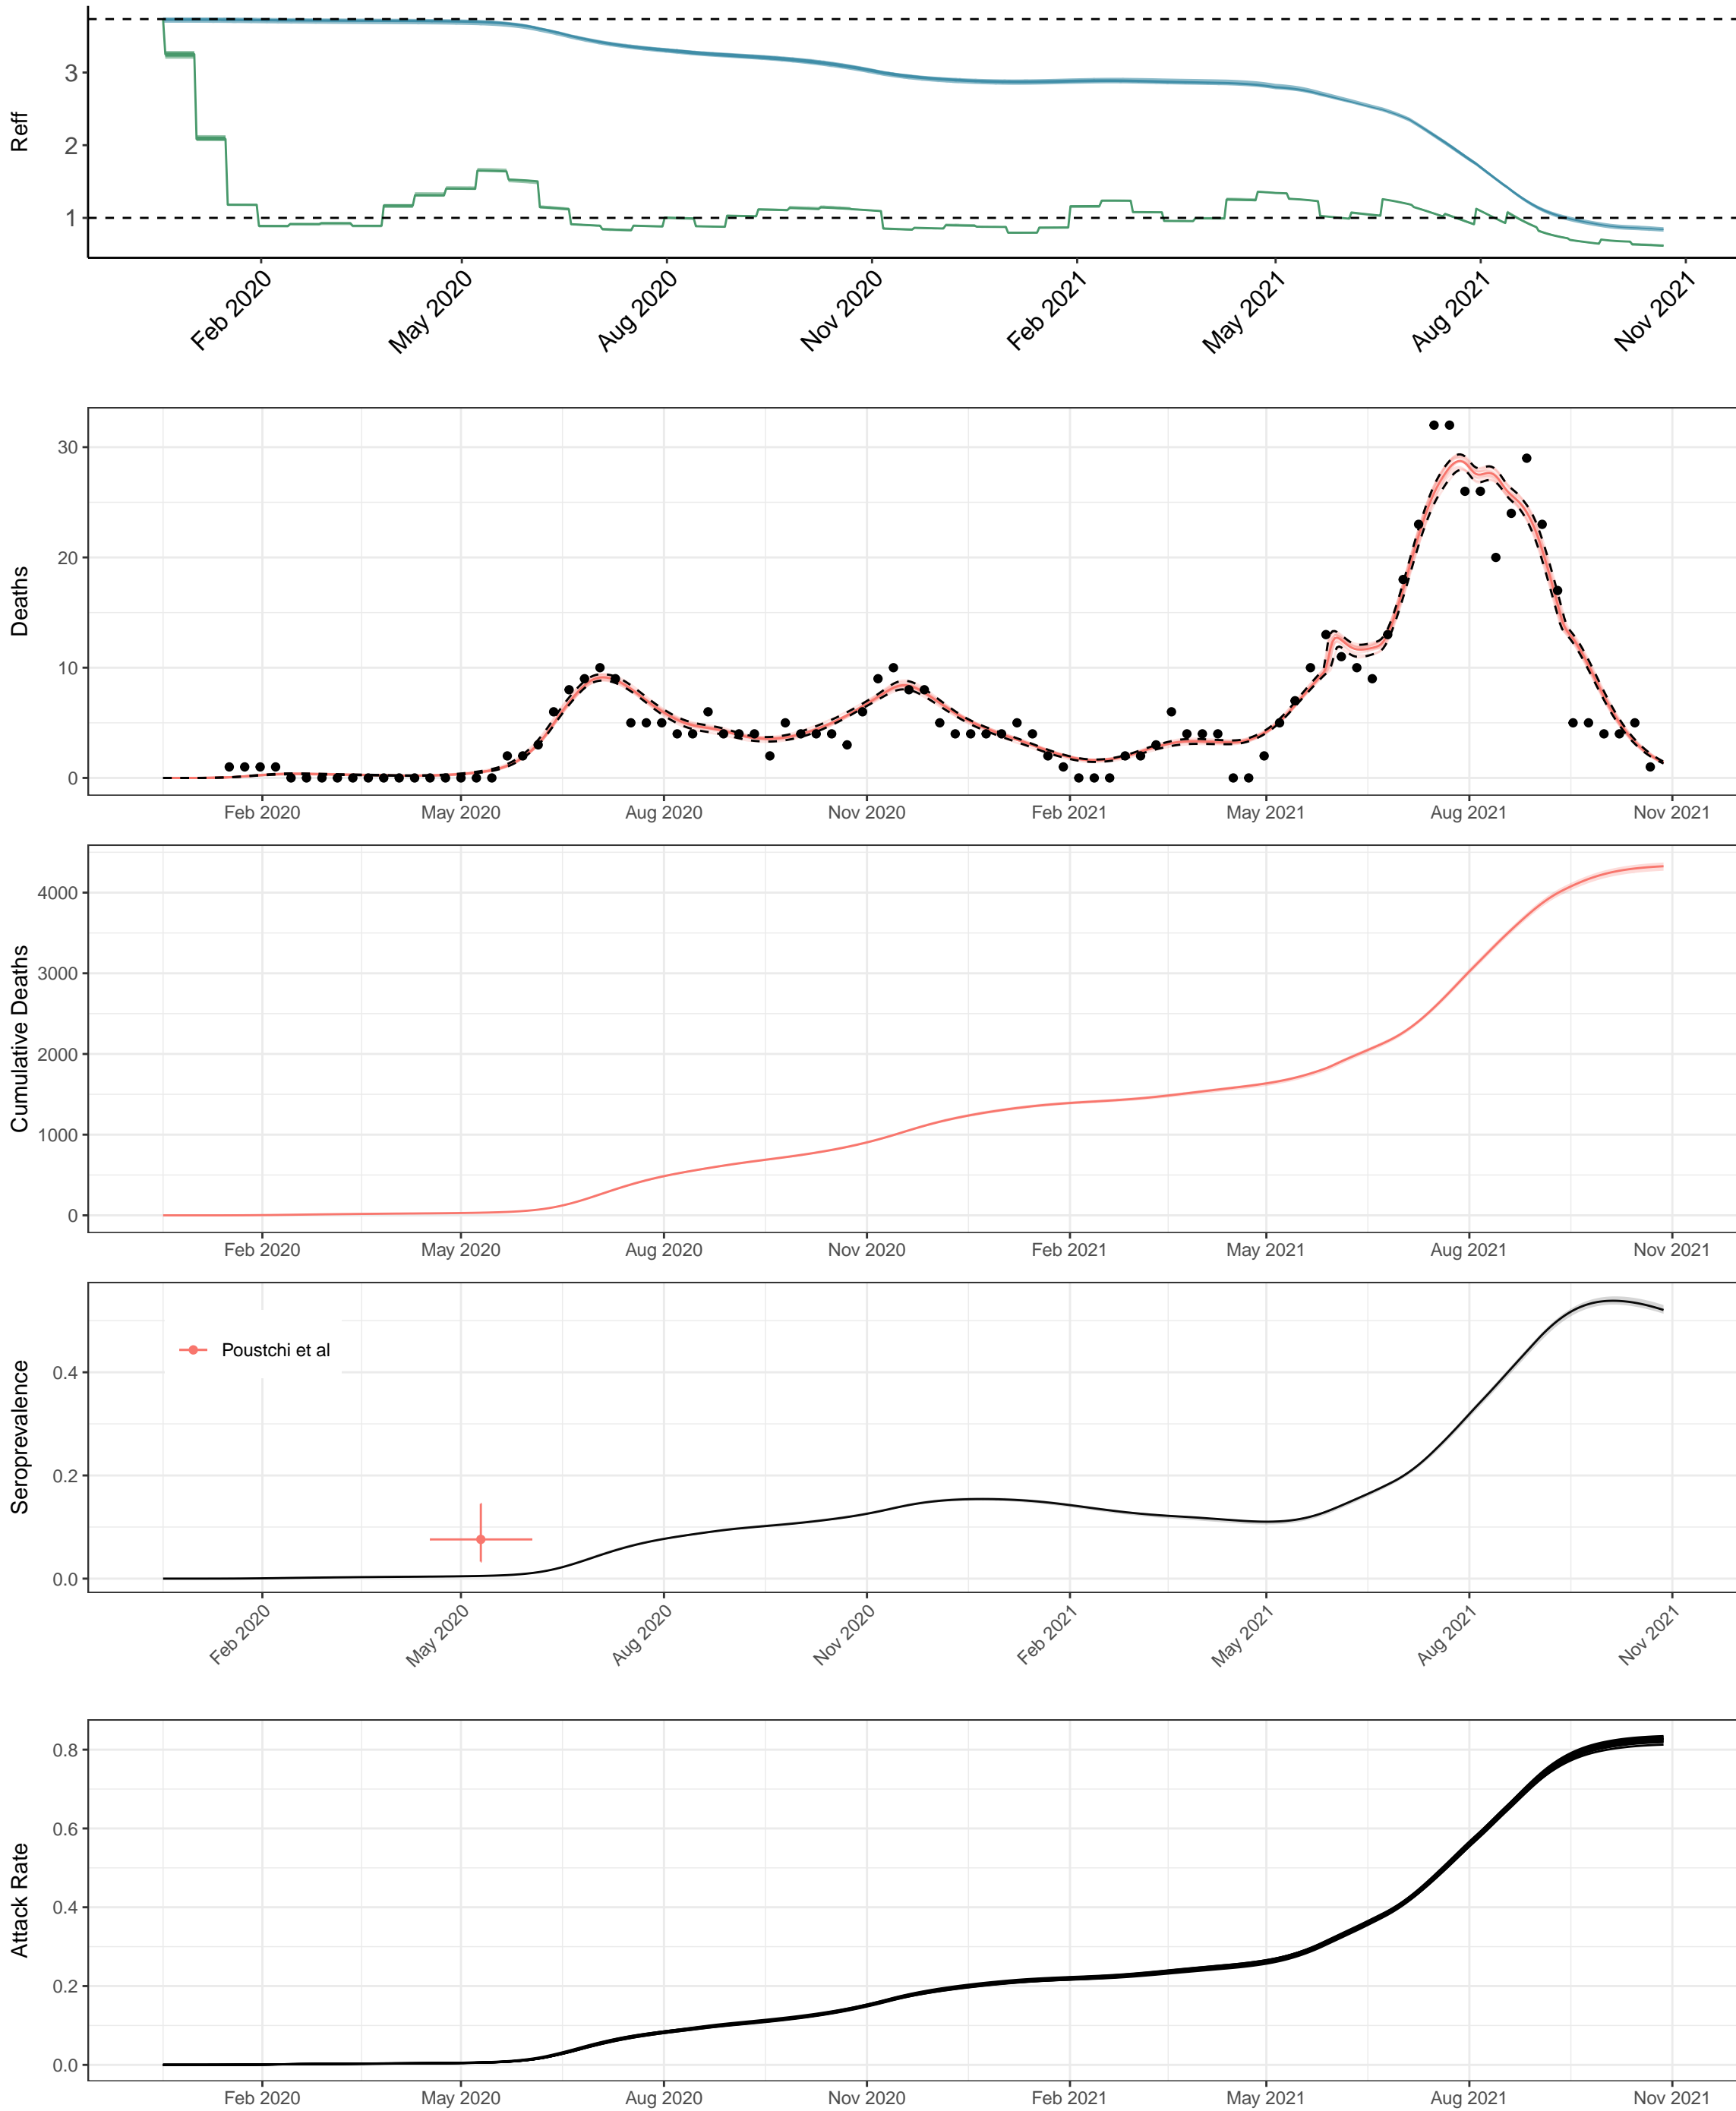 Reff
3
2
1
Feb 2020
May 2020
Aug 2020
Nov 2020
Feb 2021
May 2021
Aug 2021
Nov 2021
Deaths
30
20
10
0
Feb 2020
May 2020
Aug 2020
Nov 2020
Feb 2021
May 2021
Aug 2021
Nov 2021
Cumulative Deaths
4000
3000
2000
1000
0
Feb 2020
May 2020
Aug 2020
Nov 2020
Feb 2021
May 2021
Aug 2021
Nov 2021
Seroprevalence
Poustchi et al
0.4
0.2
0.0
Feb 2020
May 2020
Aug 2020
Nov 2020
Feb 2021
May 2021
Aug 2021
Nov 2021
Attack Rate
0.8
0.6
0.4
0.2
0.0
Feb 2020
May 2020
Aug 2020
Nov 2020
Feb 2021
May 2021
Aug 2021
Nov 2021